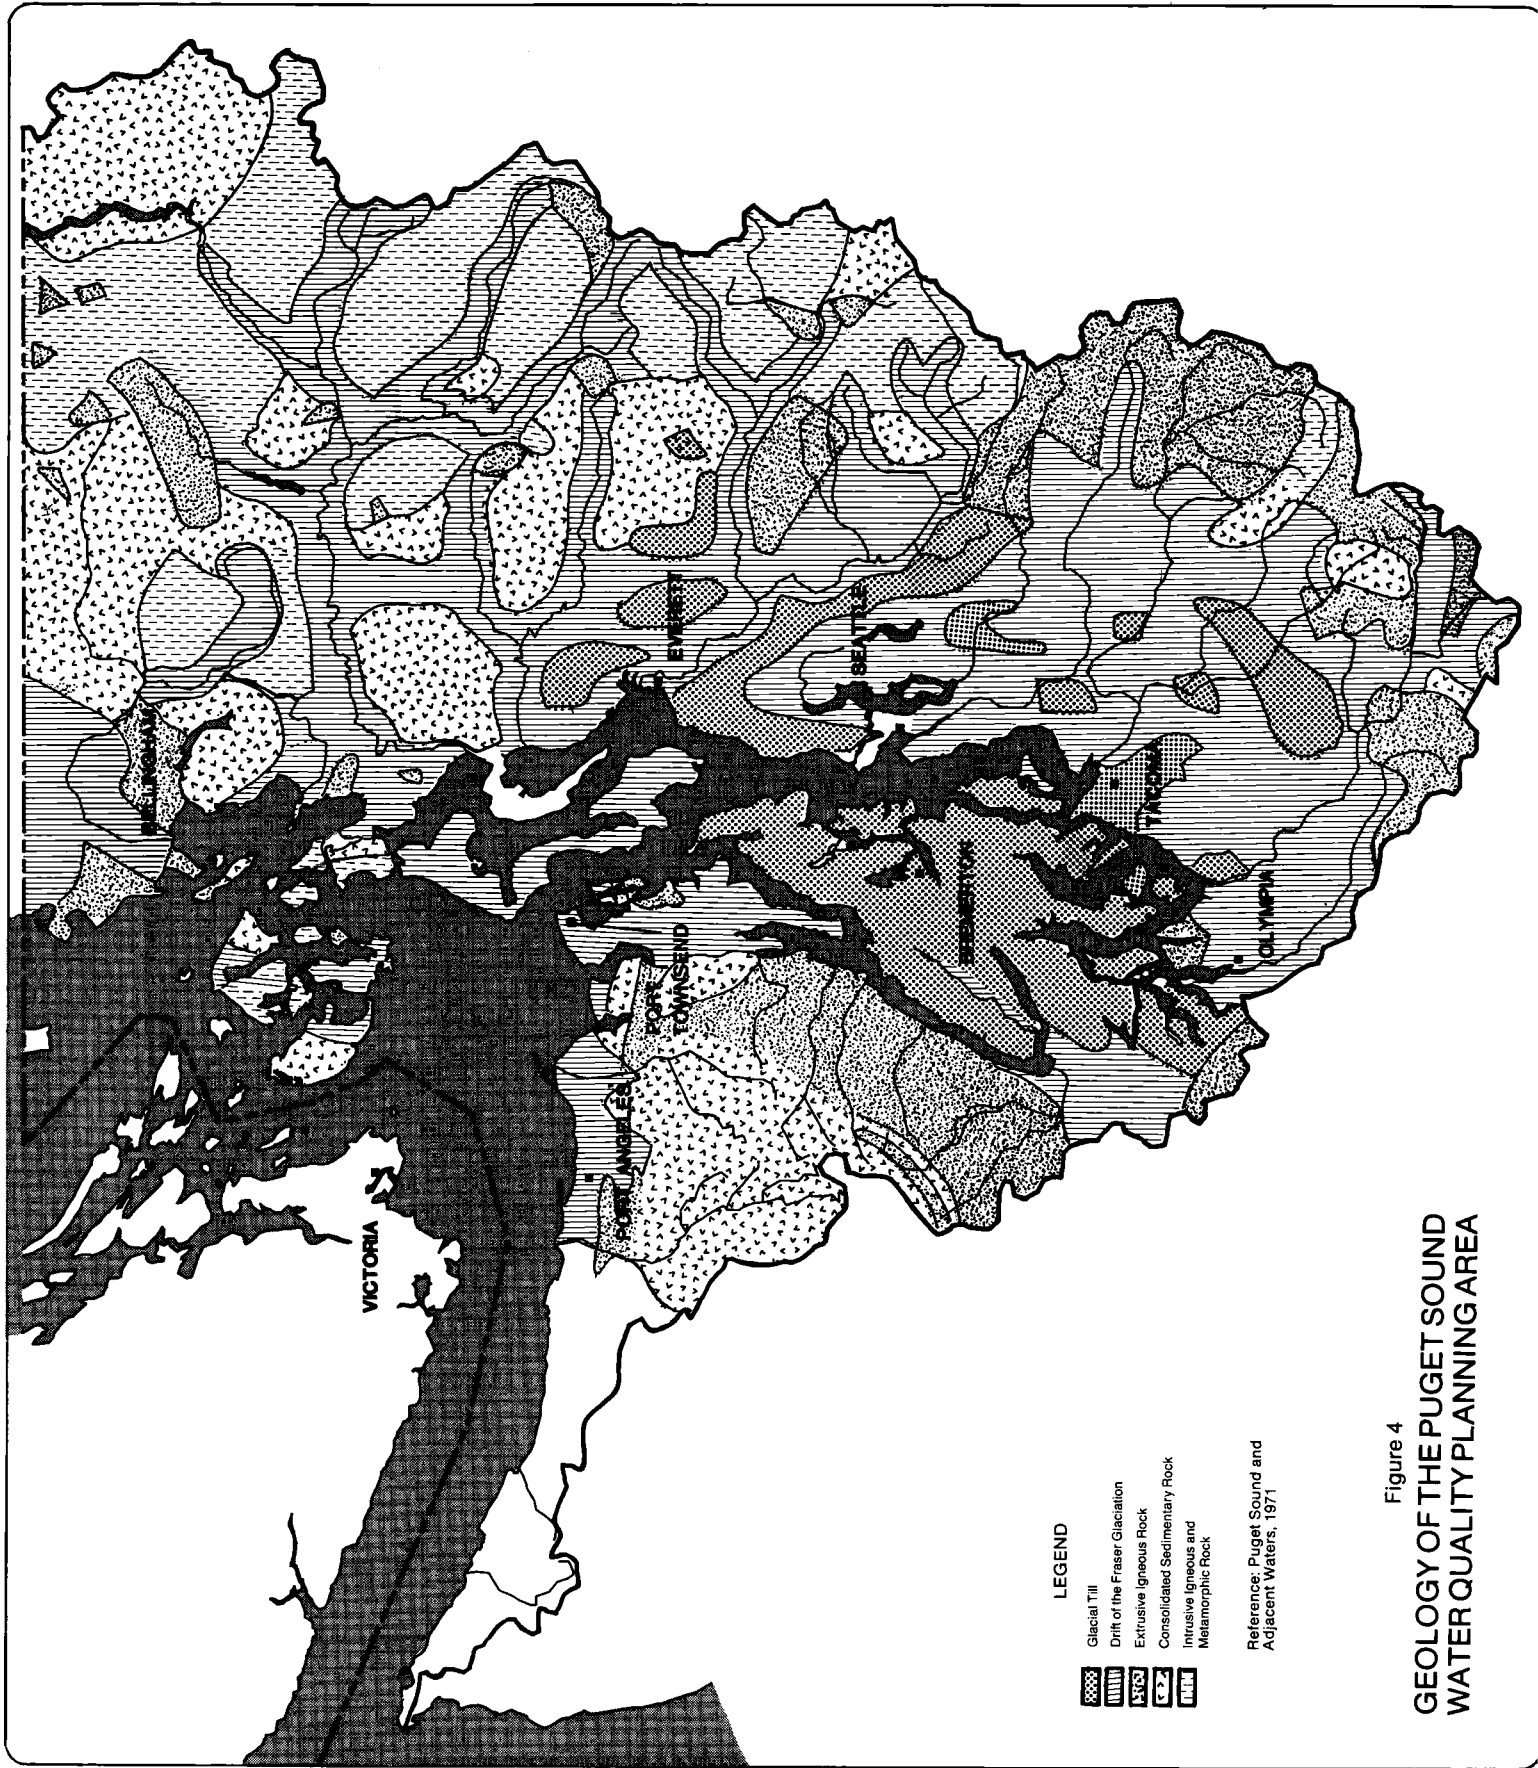 BELLINGHAM
VICTORIA
PORT ANGELES
PORT
TOWNSEND
EVERETT
SEATTLE
BREMERTON
TACOMA
OLYMPIA
LEGEND
Glacial Till
Drift of the Fraser Glaciation
Extrusive Igneous Rock
Consolidated Sedimentary Rock
Intrusive Igneous and
Metamorphic Rock
Reference: Puget Sound and
Adjacent Waters, 1971
Figure 4
GEOLOGY OF THE PUGET SOUND
WATER QUALITY PLANNING AREA